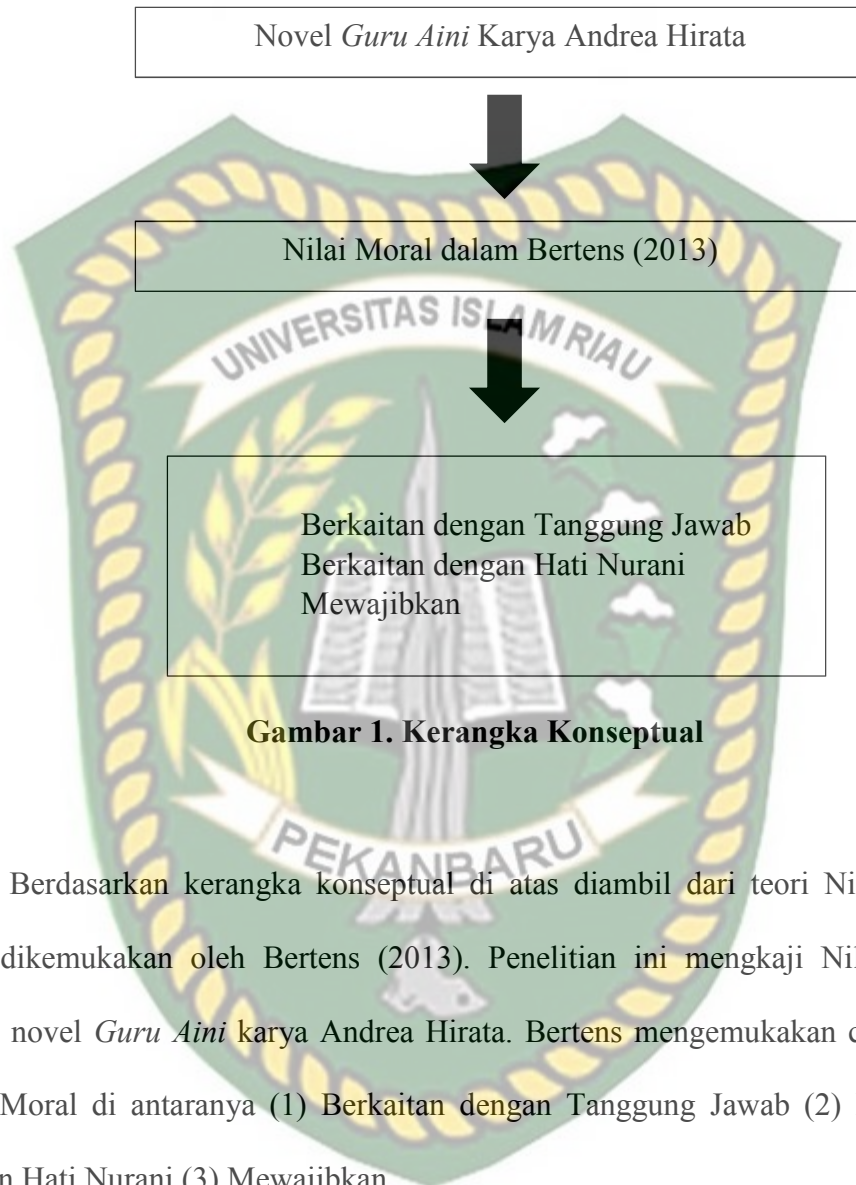 Novel Guru Aini Karya Andrea Hirata
Nilai Moral dalam Bertens (2013)
UNIVERSITAS ISLAM RIAU
Berkaitan dengan Tanggung Jawab
Berkaitan dengan Hati Nurani
Mewajibkan
Gambar 1. Kerangka Konseptual
PEKANBARU
Berdasarkan kerangka konseptual di atas diambil dari teori Ni
dikemukakan oleh Bertens (2013). Penelitian ini mengkaji Nil
novel Guru Aini karya Andrea Hirata. Bertens mengemukakan c
Moral di antaranya (1) Berkaitan dengan Tanggung Jawab (2)
n Hati Nurani (3) Mewajibkan